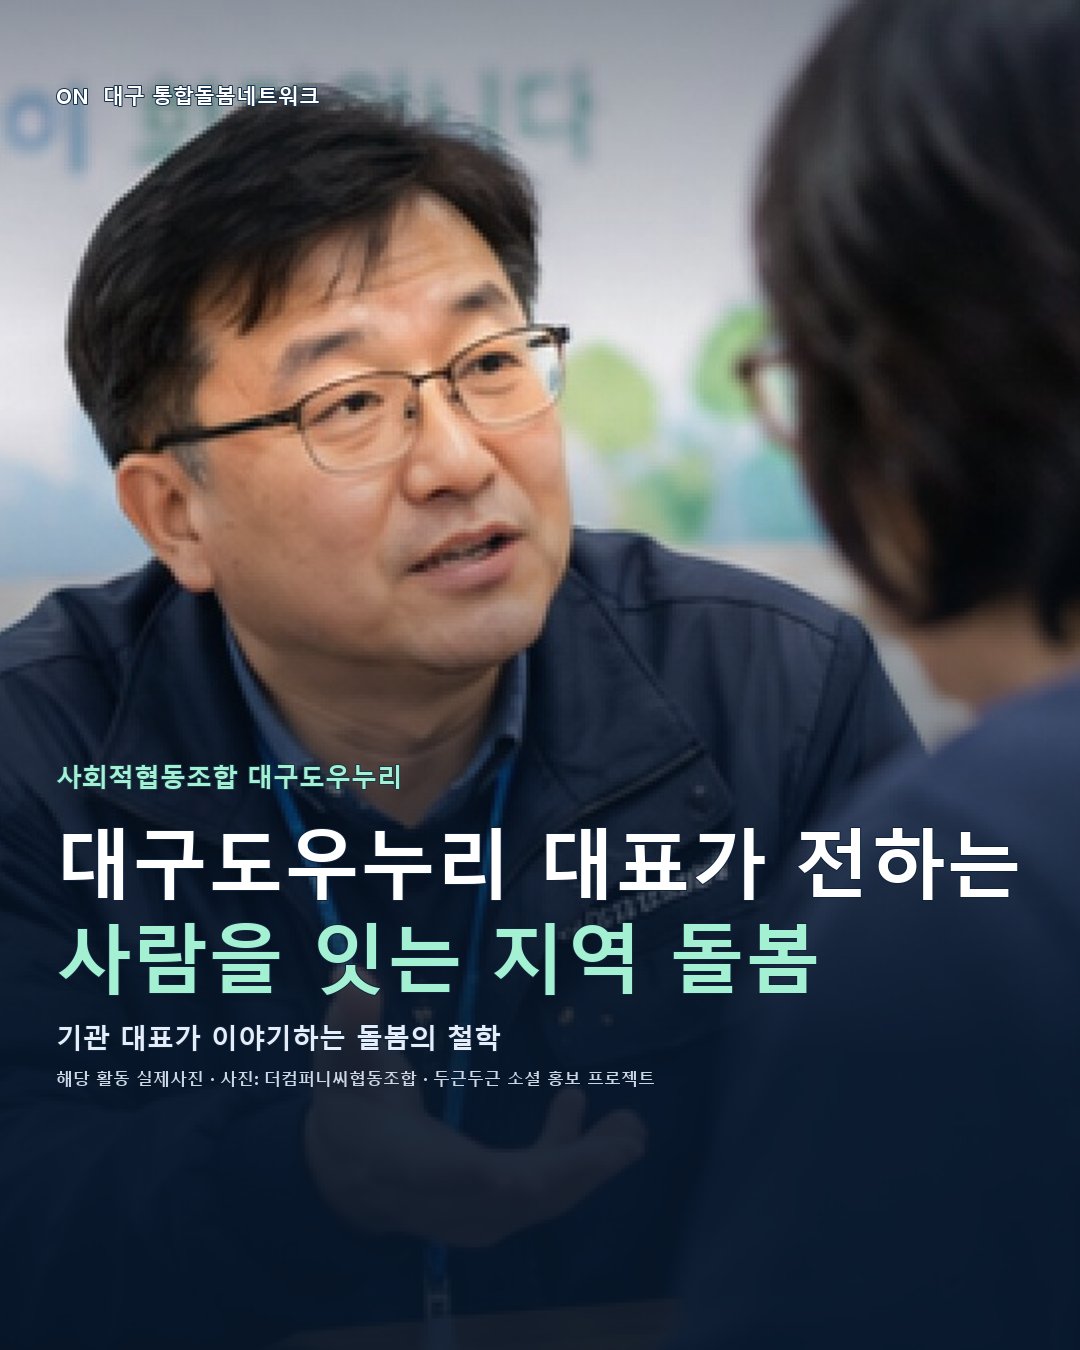 ON 대구 통합돌봄네트워크
사회적협동조합 대구도우누리
대구도우누리 대표가 전하는
사람을 잇는 지역 돌봄
기관 대표가 이야기하는 돌봄의 철학
해당 활동 실제사진 · 사진: 더컴퍼니씨협동조합 · 두근두근 소셜 홍보 프로젝트